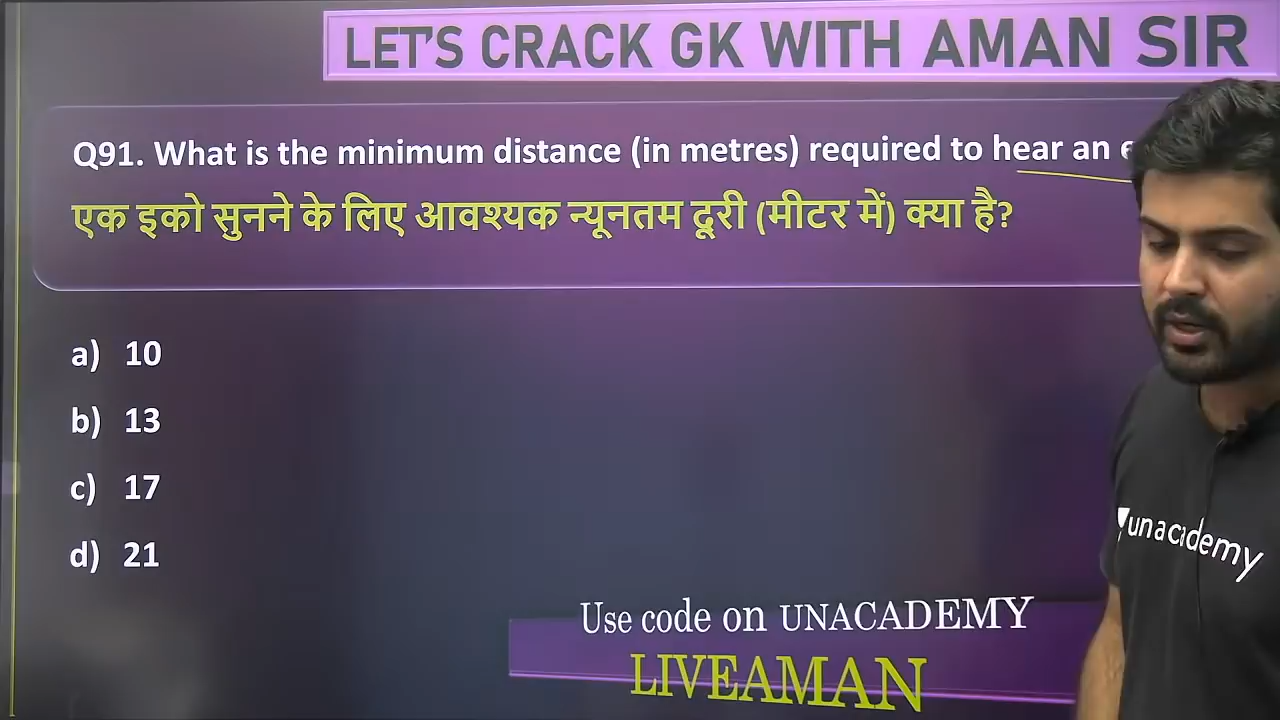 LET'S CRACK GK WITH AMAN SIR
Q91. What is the minimum distance (in metres) required to hear an
एक इको सुनने के लिए आवश्यक न्यूनतम दूरी (मीटर में) क्या है?
a) 10
b) 13
c) 17
d) 21
unacademy
Use code on UNACADEMY
LIVEAMAN